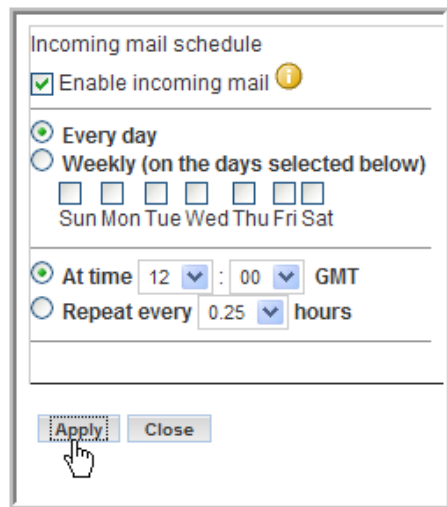 Incoming mail schedule
Enable incoming mail
Every day
Weekly (on the days selected below)
Sun Mon Tue Wed Thu Fri Sat
At time 12 : 00 GMT
Repeat every 0.25 hours
Apply Close